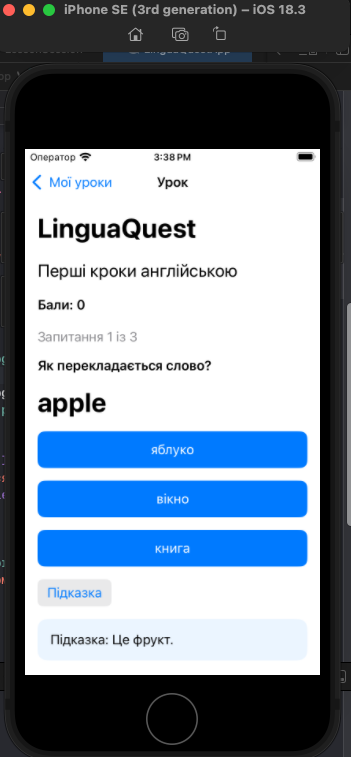 iPhone SE (3rd generation) – iOS 18.3
LinguaQuestApp
Оператор
3:38 PM
Мої уроки
Урок
LinguaQuest
Перші кроки англійською
Бали: 0
Запитання 1 із 3
Як перекладається слово?
apple
яблуко
вікно
книга
Підказка
Підказка: Це фрукт.